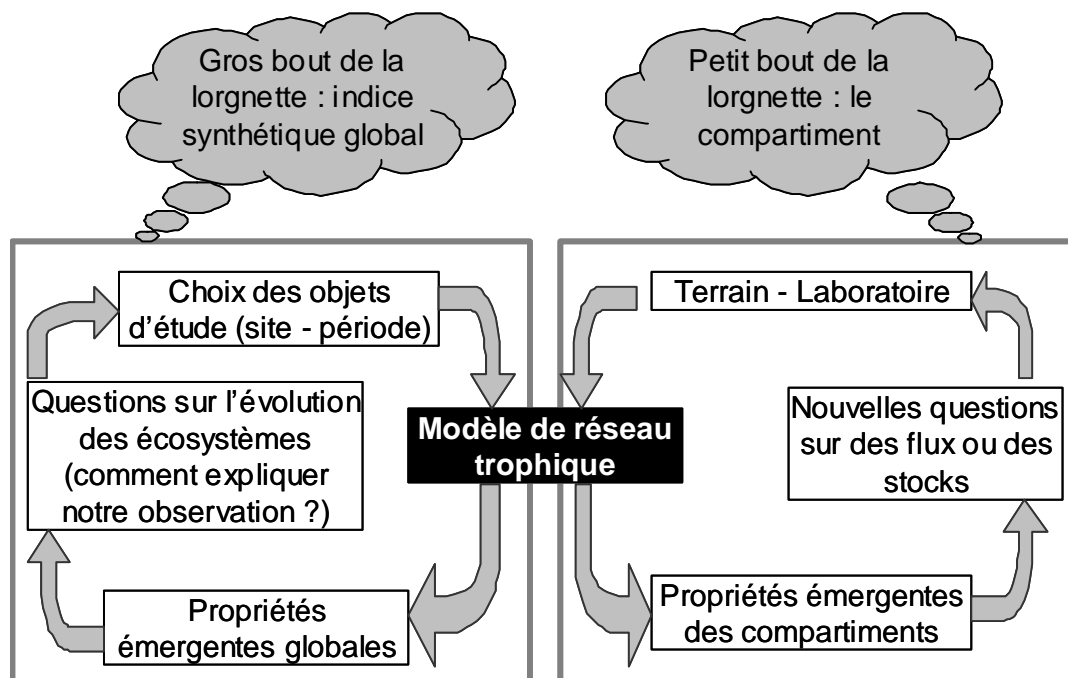 Gros bout de la
lorgnette : indice
synthétique global
Petit bout de la
lorgnette : le
compartiment
Choix des objets
d'étude (site - période)
Terrain - Laboratoire
Questions sur l'évolution
des écosystèmes
(comment expliquer
notre observation ?)
Modèle de réseau
trophique
Nouvelles questions
sur des flux ou des
stocks
Propriétés
émergentes globales
Propriétés émergentes
des compartiments